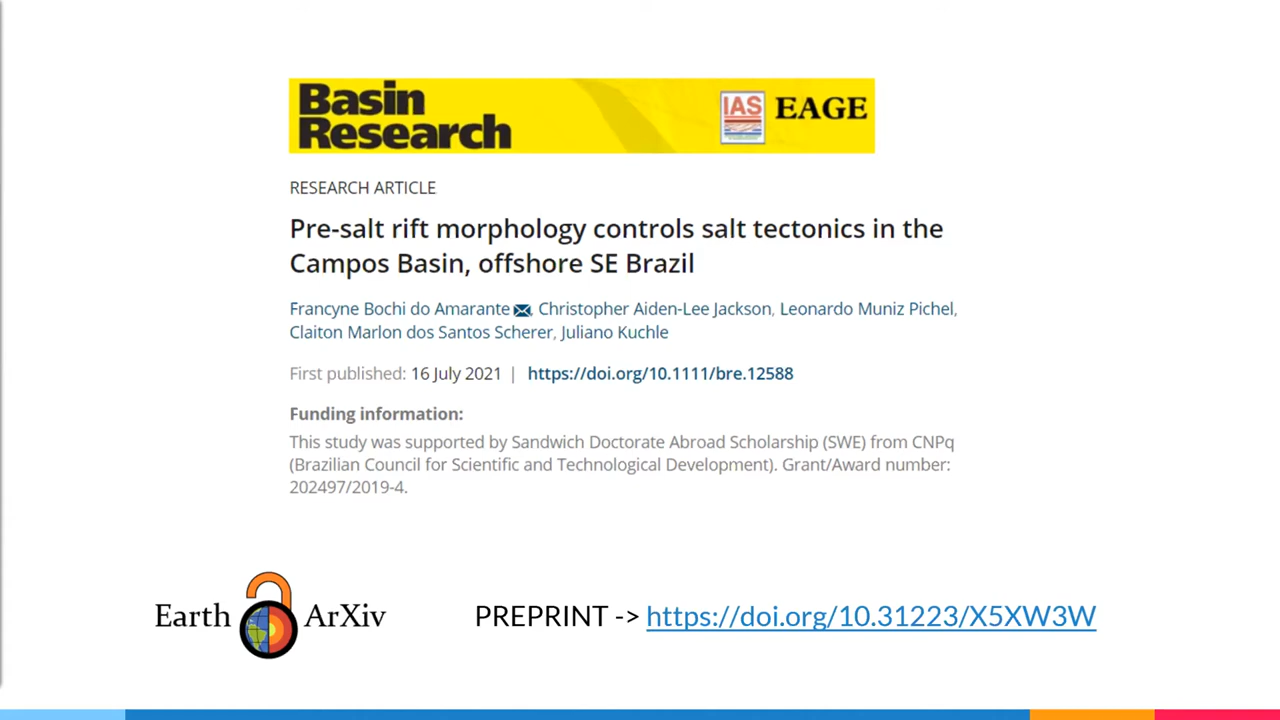 Basin
Research
IAS
EAGE
RESEARCH ARTICLE
Pre-salt rift morphology controls salt tectonics in the
Campos Basin, offshore SE Brazil
Francyne Bochi do Amarante, Christopher Aiden-Lee Jackson, Leonardo Muniz Pichel,
Claiton Marlon dos Santos Scherer, Juliano Kuchle
First published: 16 July 2021 | https://doi.org/10.1111/bre.12588
Funding information:
This study was supported by Sandwich Doctorate Abroad Scholarship (SWE) from CNPq
(Brazilian Council for Scientific and Technological Development). Grant/Award number:
202497/2019-4.
Earth ArXiv
PREPRINT -> https://doi.org/10.31223/X5XW3W